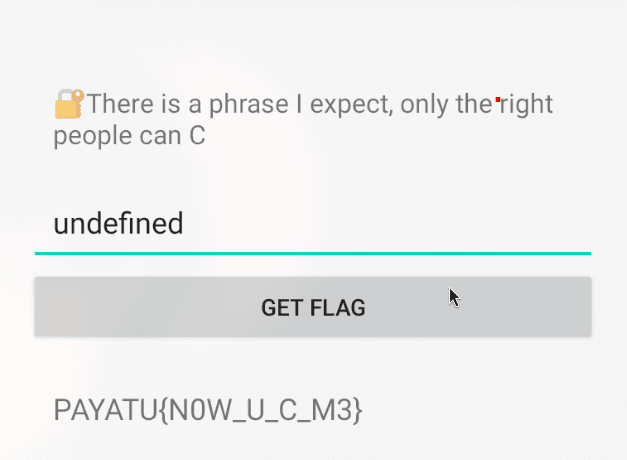 🔐There is a phrase I expect, only the right
people can C
undefined
GET FLAG
PAYATU{N0W_U_C_M3}